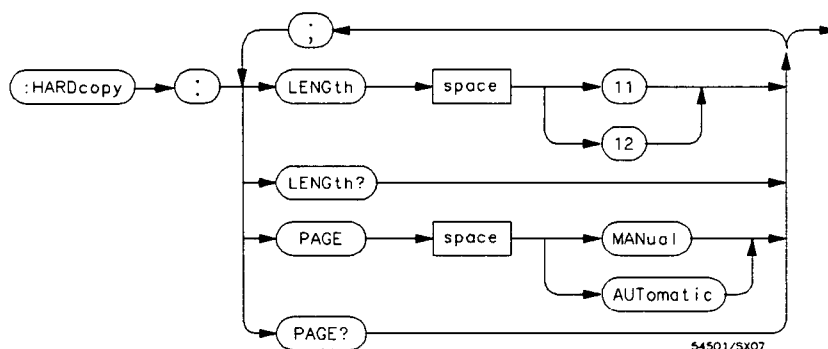 ;
:HARDcopy : LENGth space 11
12
LENGth?
PAGE space MANual
AUTomatic
PAGE?
54501/SX07